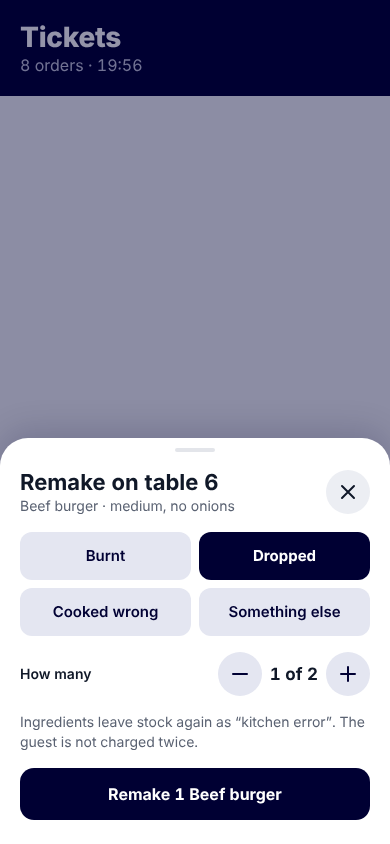 Tickets
8 orders · 19:56
Remake on table 6
Beef burger · medium, no onions
Burnt
Dropped
Cooked wrong
Something else
How many
1 of 2
Ingredients leave stock again as “kitchen error”. The
guest is not charged twice.
Remake 1 Beef burger